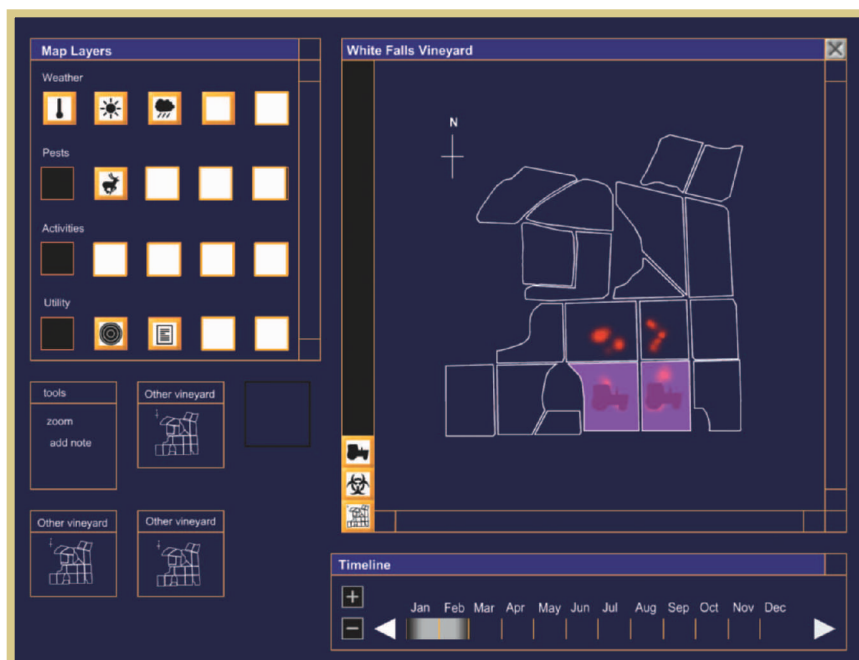 Map Layers
Weather
Pests
Activities
Utility
tools
zoom
add note
Other vineyard
Other vineyard
Other vineyard
White Falls Vineyard
N
Timeline
Jan Feb Mar Apr May Jun Jul Aug Sep Oct Nov Dec